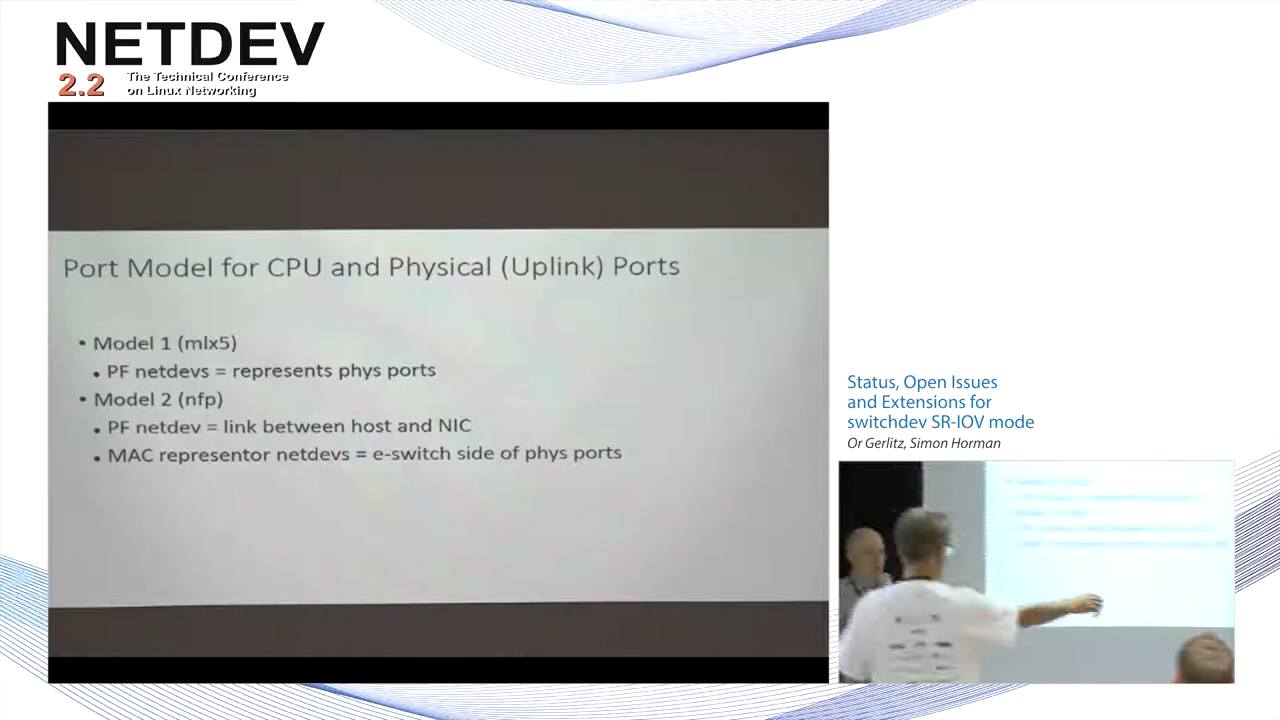 NETDEV
2.2
The Technical Conference
on Linux Networking
Port Model for CPU and Physical (Uplink) Ports
• Model 1 (mlx5)
• PF netdevs = represents phys ports
• Model 2 (nfp)
• PF netdev = link between host and NIC
• MAC representor netdevs = e-switch side of phys ports
Status, Open Issues
and Extensions for
switchdev SR-IOV mode
Or Gerlitz, Simon Horman